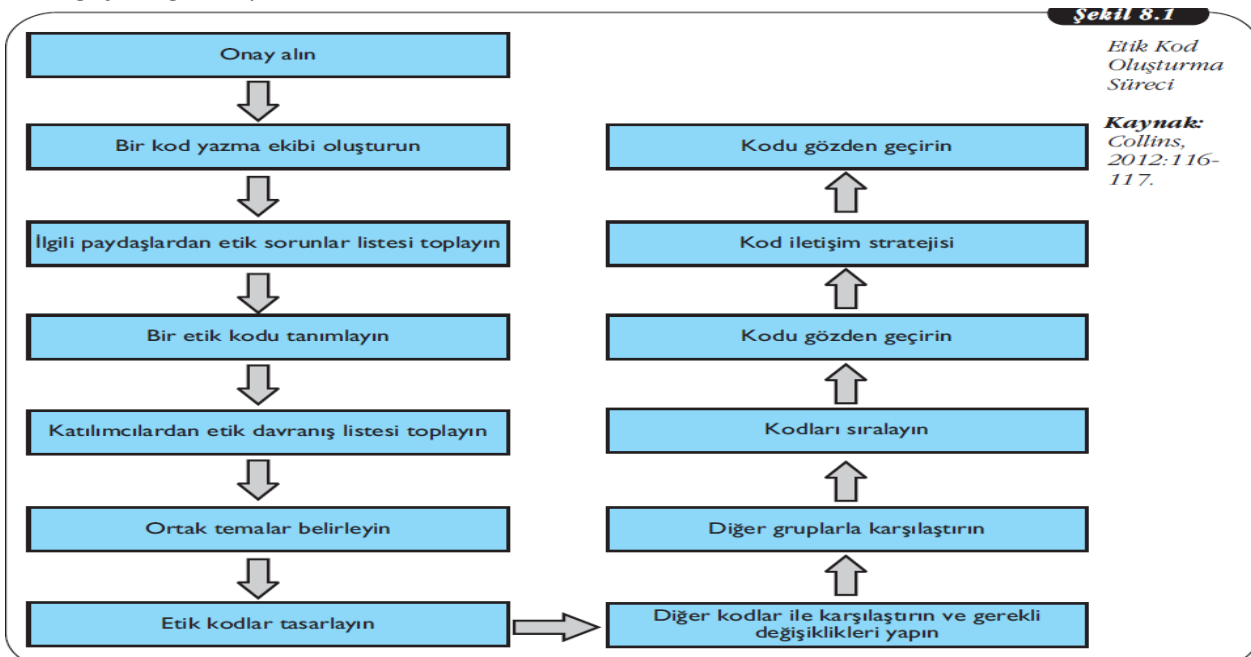 Şekil 8.1
Etik Kod
Oluşturma
Süreci
Kaynak:
Collins,
2012:116-
117.
Onay alın
Bir kod yazma ekibi oluşturun
İlgili paydaşlardan etik sorunlar listesi toplayın
Bir etik kodu tanımlayın
Katılımcılardan etik davranış listesi toplayın
Ortak temalar belirleyin
Etik kodlar tasarlayın
Diğer kodlar ile karşılaştırın ve gerekli
değişiklikleri yapın
Diğer gruplarla karşılaştırın
Kodları sıralayın
Kodu gözden geçirin
Kod iletişim stratejisi
Kodu gözden geçirin